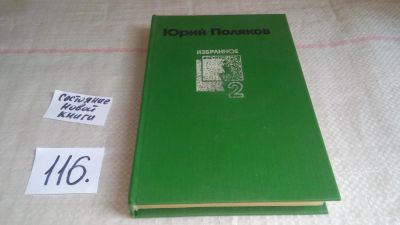 Юрий Поляков
ИЗБРАННОЕ
2
Состояние
новой
книги
116.